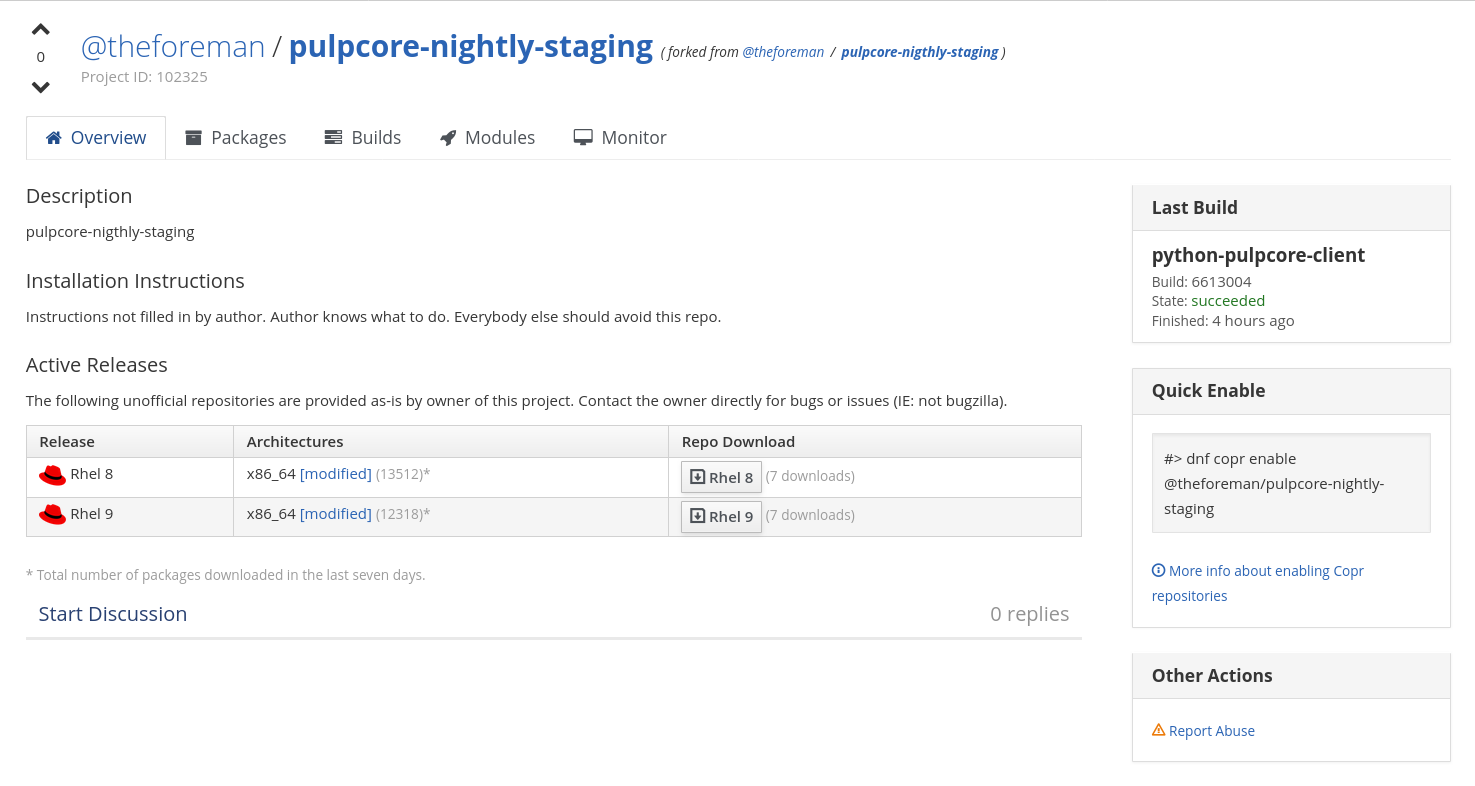 0
@theforeman / pulpcore-nightly-staging ( forked from @theforeman / pulpcore-nigthly-staging )
Project ID: 102325
Overview Packages Builds Modules Monitor
Description
pulpcore-nigthly-staging
Installation Instructions
Instructions not filled in by author. Author knows what to do. Everybody else should avoid this repo.
Active Releases
The following unofficial repositories are provided as-is by owner of this project. Contact the owner directly for bugs or issues (IE: not bugzilla).
Release Architectures Repo Download
Rhel 8 x86_64 [modified] (13512)* Rhel 8 (7 downloads)
Rhel 9 x86_64 [modified] (12318)* Rhel 9 (7 downloads)
* Total number of packages downloaded in the last seven days.
Start Discussion 0 replies
Last Build
python-pulpcore-client
Build: 6613004
State: succeeded
Finished: 4 hours ago
Quick Enable
#> dnf copr enable
@theforeman/pulpcore-nightly-
staging
More info about enabling Copr
repositories
Other Actions
Report Abuse